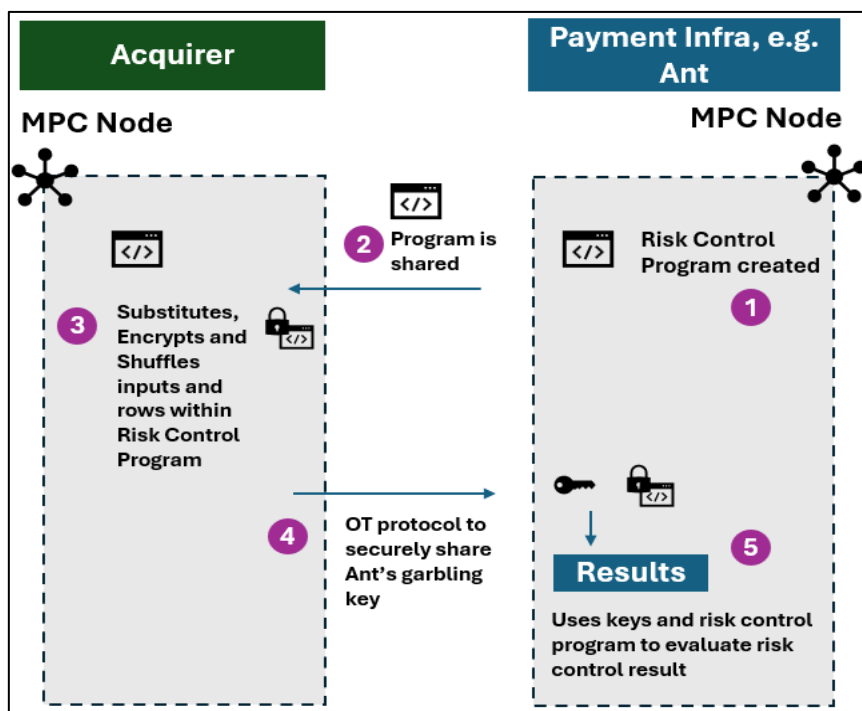 Acquirer
Payment Infra, e.g.
Ant
MPC Node
MPC Node
</>
2
Program is
shared
</>
Risk Control
Program created
1
</>
3
Substitutes,
Encrypts and
Shuffles
inputs and
rows within
Risk Control
Program
</>
4
OT protocol to
securely share
Ant's garbling
key
</>
5
Results
Uses keys and risk control
program to evaluate risk
control result